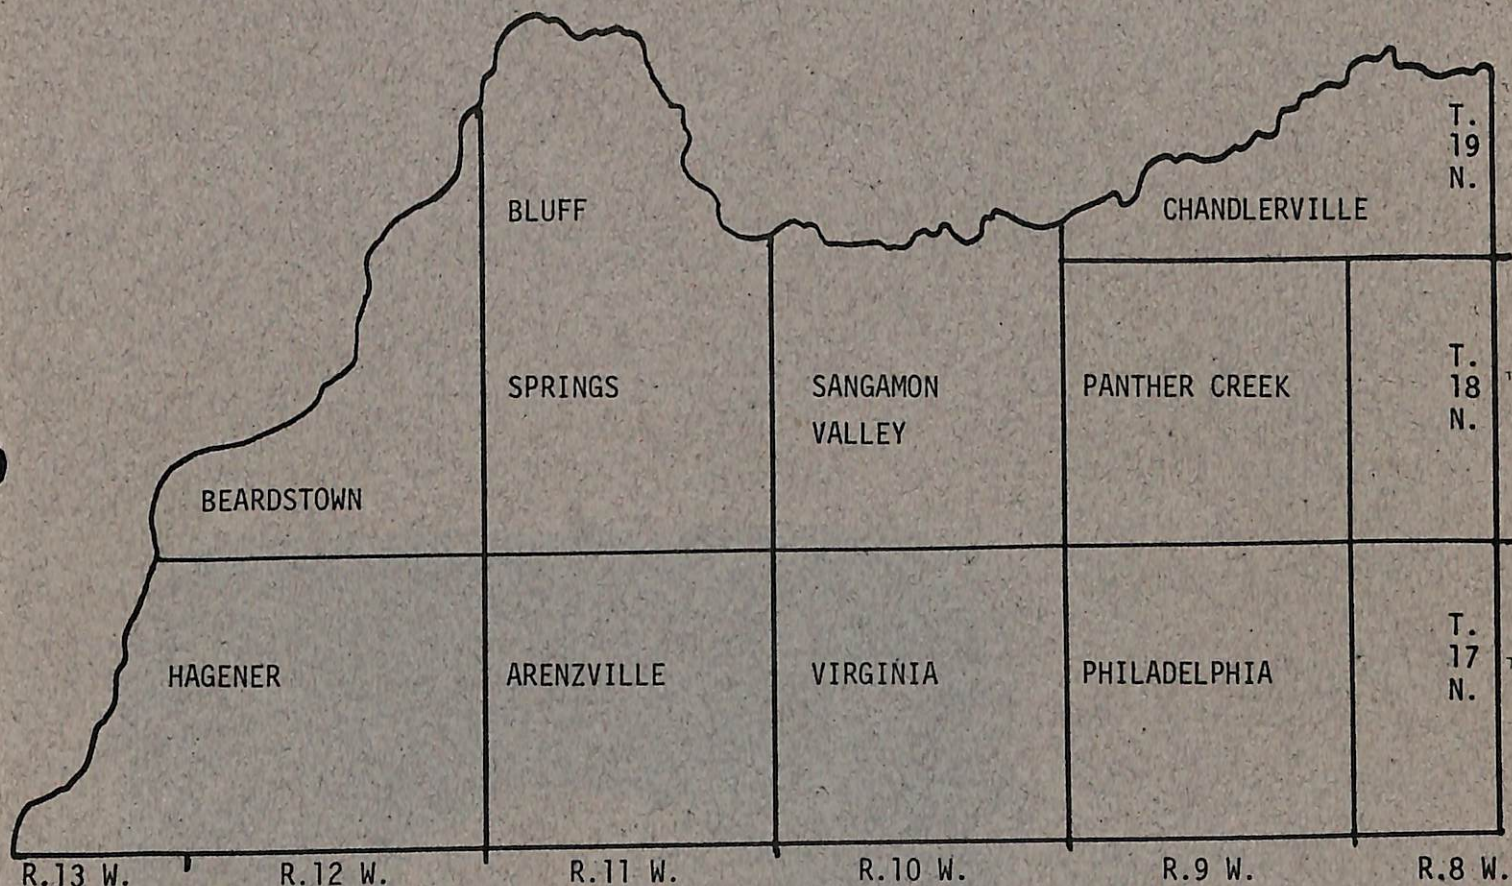 T.
19
N.
BLUFF
CHANDLERVILLE
T.
18
N.
SPRINGS
SANGAMON
VALLEY
PANTHER CREEK
BEARDSTOWN
T.
17
N.
HAGENER
ARENZVILLE
VIRGINIA
PHILADELPHIA
R.13 W.
R.12 W.
R.11 W.
R.10 W.
R.9 W.
R.8 W.